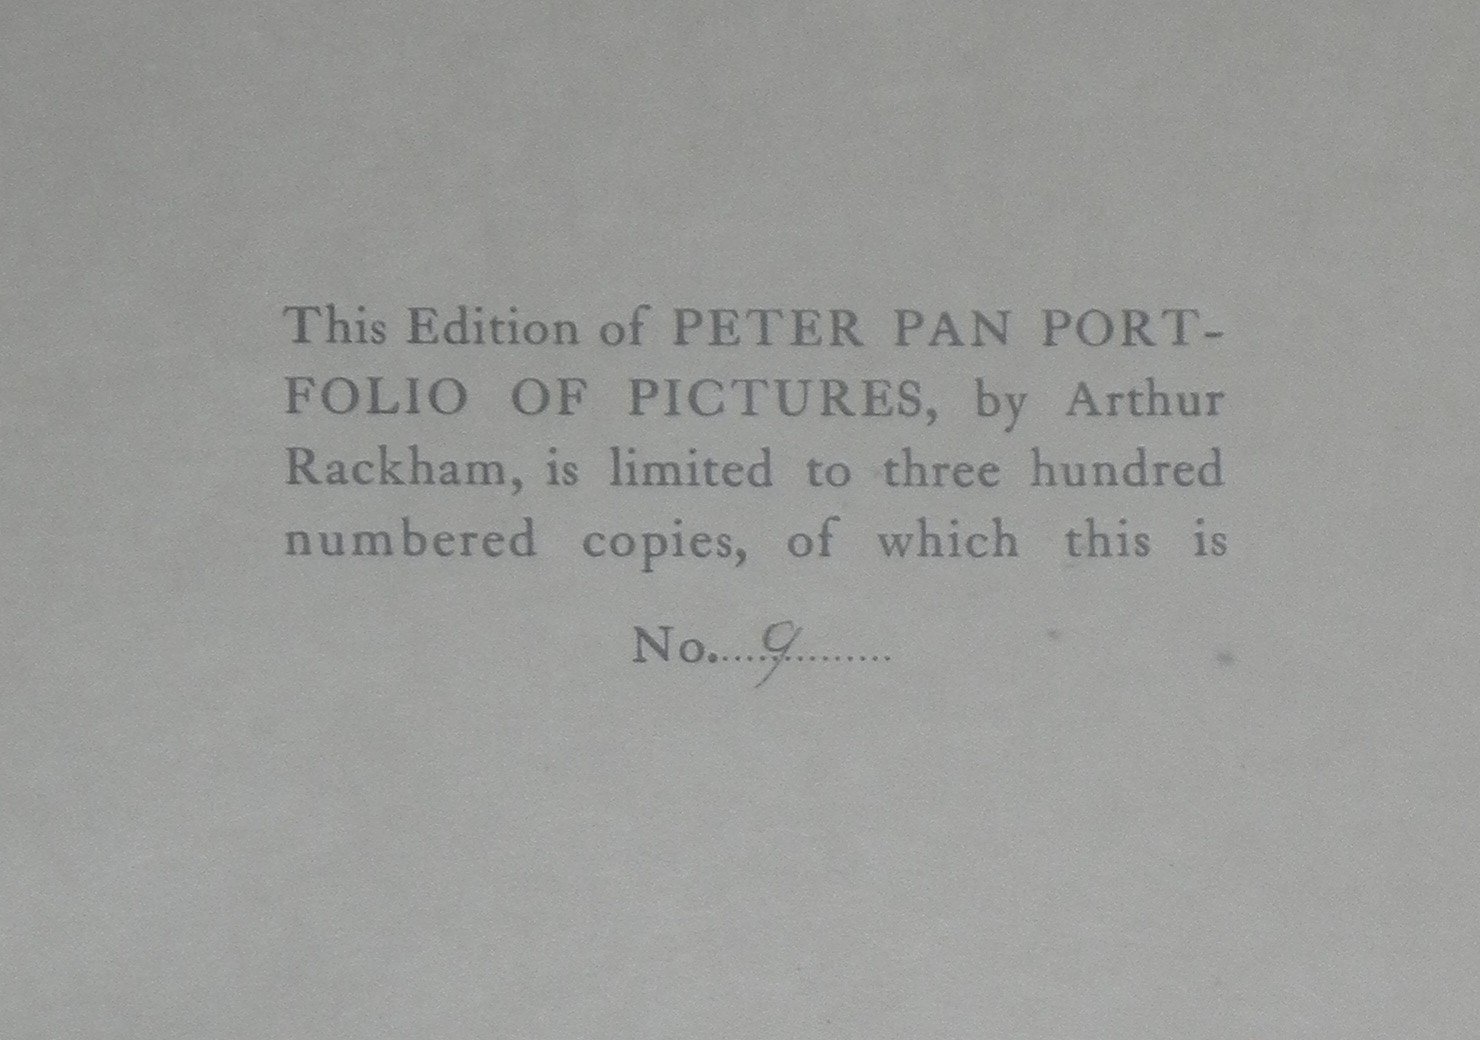 This Edition of PETER PAN PORT-
FOLIO OF PICTURES, by Arthur
Rackham, is limited to three hundred
numbered copies, of which this is
No....9.........